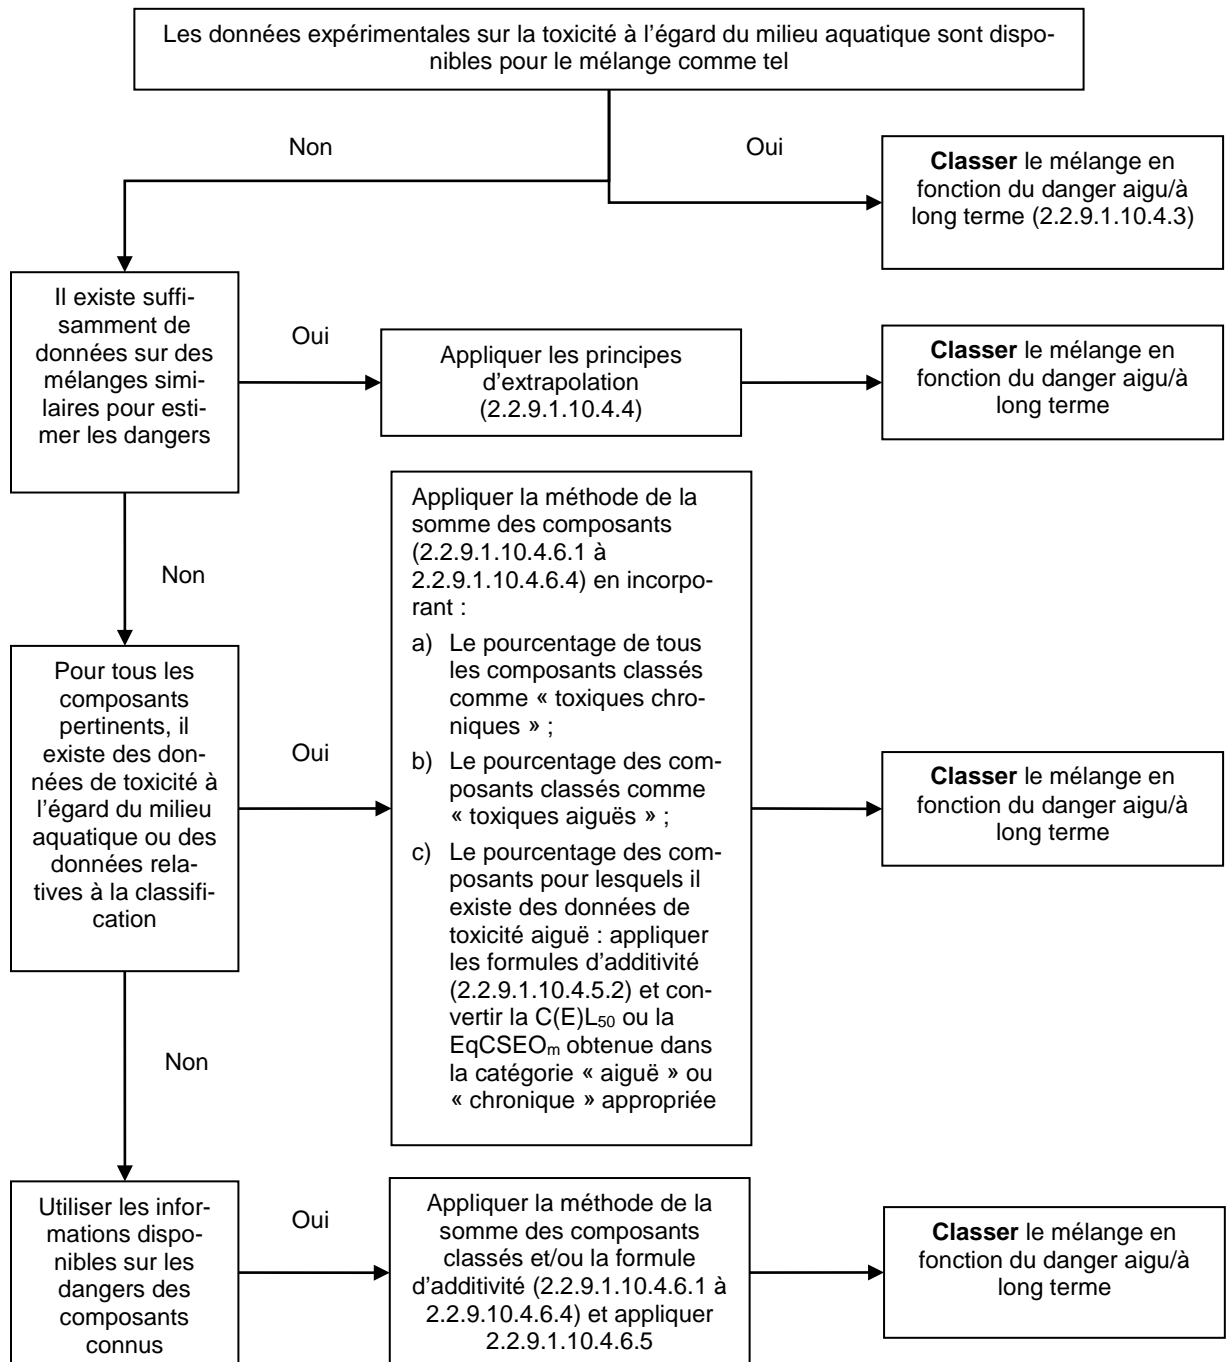 Les données expérimentales sur la toxicité à l’égard du milieu aquatique sont dispo-
nibles pour le mélange comme tel
Non
Oui
Classer le mélange en
fonction du danger aigu/à
long terme (2.2.9.1.10.4.3)
Il existe suffi-
samment de
données sur des
mélanges simi-
laires pour esti-
mer les dangers
Oui
Appliquer les principes
d’extrapolation
(2.2.9.1.10.4.4)
Classer le mélange en
fonction du danger aigu/à
long terme
Non
Pour tous les
composants
pertinents, il
existe des don-
nées de toxicité à
l’égard du milieu
aquatique ou des
données rela-
tives à la classifi-
cation
Oui
Appliquer la méthode de la
somme des composants
(2.2.9.1.10.4.6.1 à
2.2.9.1.10.4.6.4) en incorpo-
rant :
a) Le pourcentage de tous
les composants classés
comme « toxiques chro-
niques » ;
b) Le pourcentage des com-
posants classés comme
« toxiques aiguës » ;
c) Le pourcentage des com-
posants pour lesquels il
existe des données de
toxicité aiguë : appliquer
les formules d’additivité
(2.2.9.1.10.4.5.2) et con-
vertir la C(E)L50 ou la
EqCSEOm obtenue dans
la catégorie « aiguë » ou
« chronique » appropriée
Classer le mélange en
fonction du danger aigu/à
long terme
Non
Utiliser les infor-
mations dispo-
nibles sur les
dangers des
composants
connus
Oui
Appliquer la méthode de la
somme des composants
classés et/ou la formule
d’additivité (2.2.9.1.10.4.6.1 à
2.2.9.10.4.6.4) et appliquer
2.2.9.1.10.4.6.5
Classer le mélange en
fonction du danger aigu/à
long terme